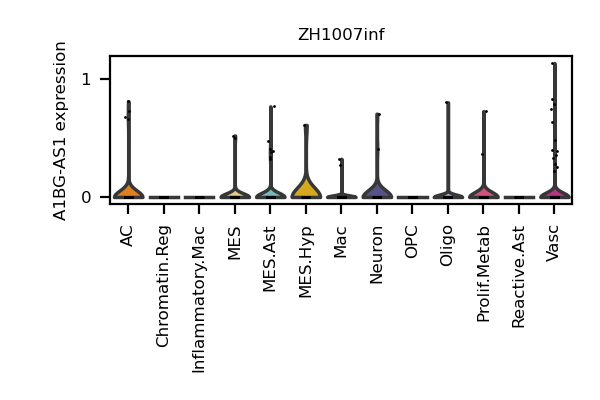 ZH1007inf
A1BG-AS1 expression
1
0
AC
Chromatin.Reg
Inflammatory.Mac
MES
MES.Ast
MES.Hyp
Mac
Neuron
OPC
Oligo
Prolif.Metab
Reactive.Ast
Vasc